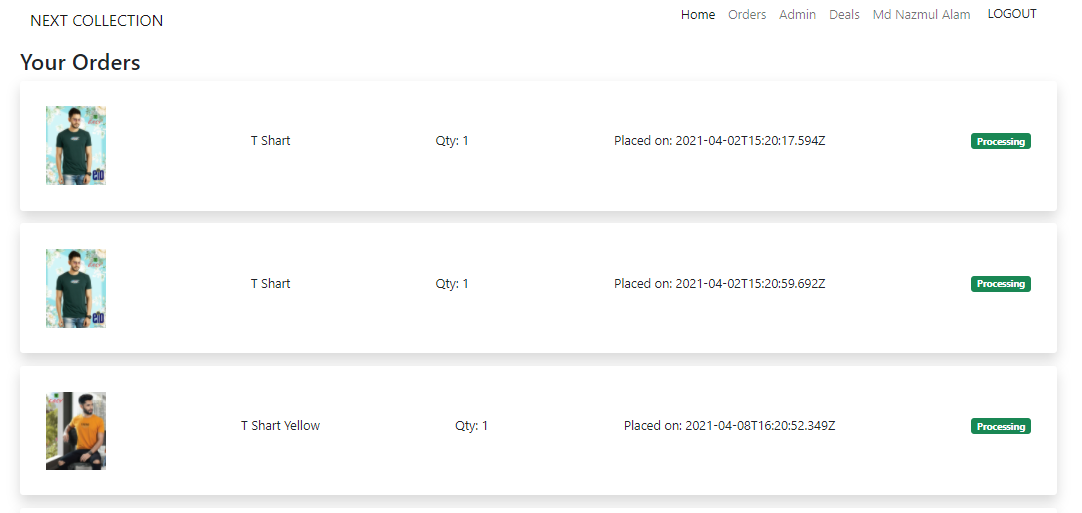 NEXT COLLECTION
Home Orders Admin Deals Md Nazmul Alam LOGOUT
Your Orders
T Shart Qty: 1 Placed on: 2021-04-02T15:20:17.594Z Processing
T Shart Qty: 1 Placed on: 2021-04-02T15:20:59.692Z Processing
T Shart Yellow Qty: 1 Placed on: 2021-04-08T16:20:52.349Z Processing